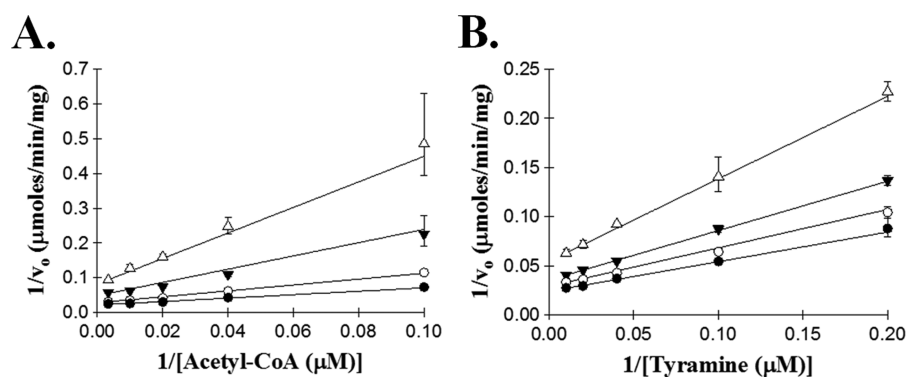 A.
0.7
0.6
0.5
0.4
0.3
0.2
0.1
0.0
0.00 0.02 0.04 0.06 0.08 0.10
1/vo (μmoles/min/mg)
1/[Acetyl-CoA (μM)]
B.
0.25
0.20
0.15
0.10
0.05
0.00
0.00 0.05 0.10 0.15 0.20
1/vo (μmoles/min/mg)
1/[Tyramine (μM)]